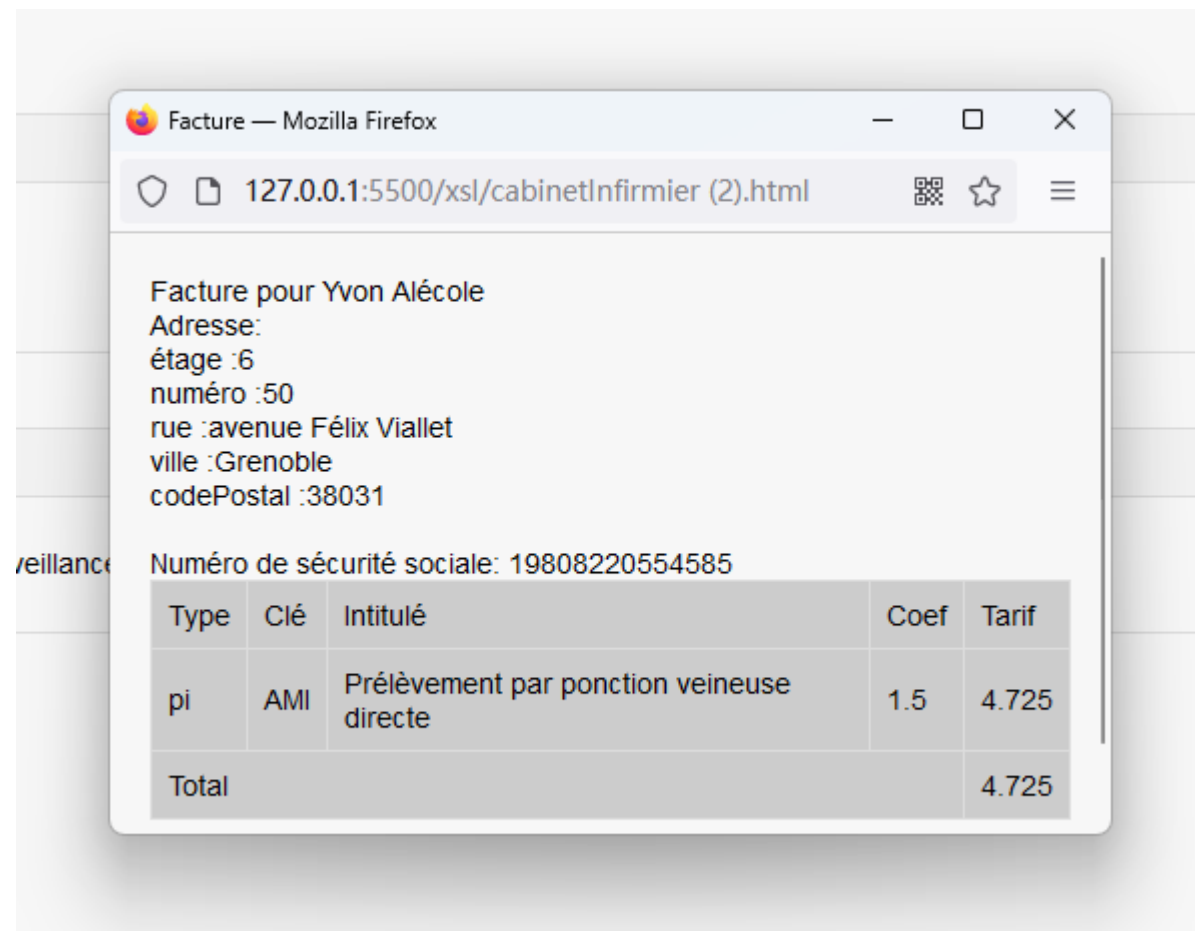 Facture — Mozilla Firefox
127.0.0.1:5500/xsl/cabinetInfirmier (2).html
Facture pour Yvon Alécole
Adresse:
étage :6
numéro :50
rue :avenue Félix Viallet
ville :Grenoble
codePostal :38031
veillance
Numéro de sécurité sociale: 19808220554585
Type Clé Intitulé Coef Tarif
pi AMI Prélèvement par ponction veineuse
directe 1.5 4.725
Total 4.725